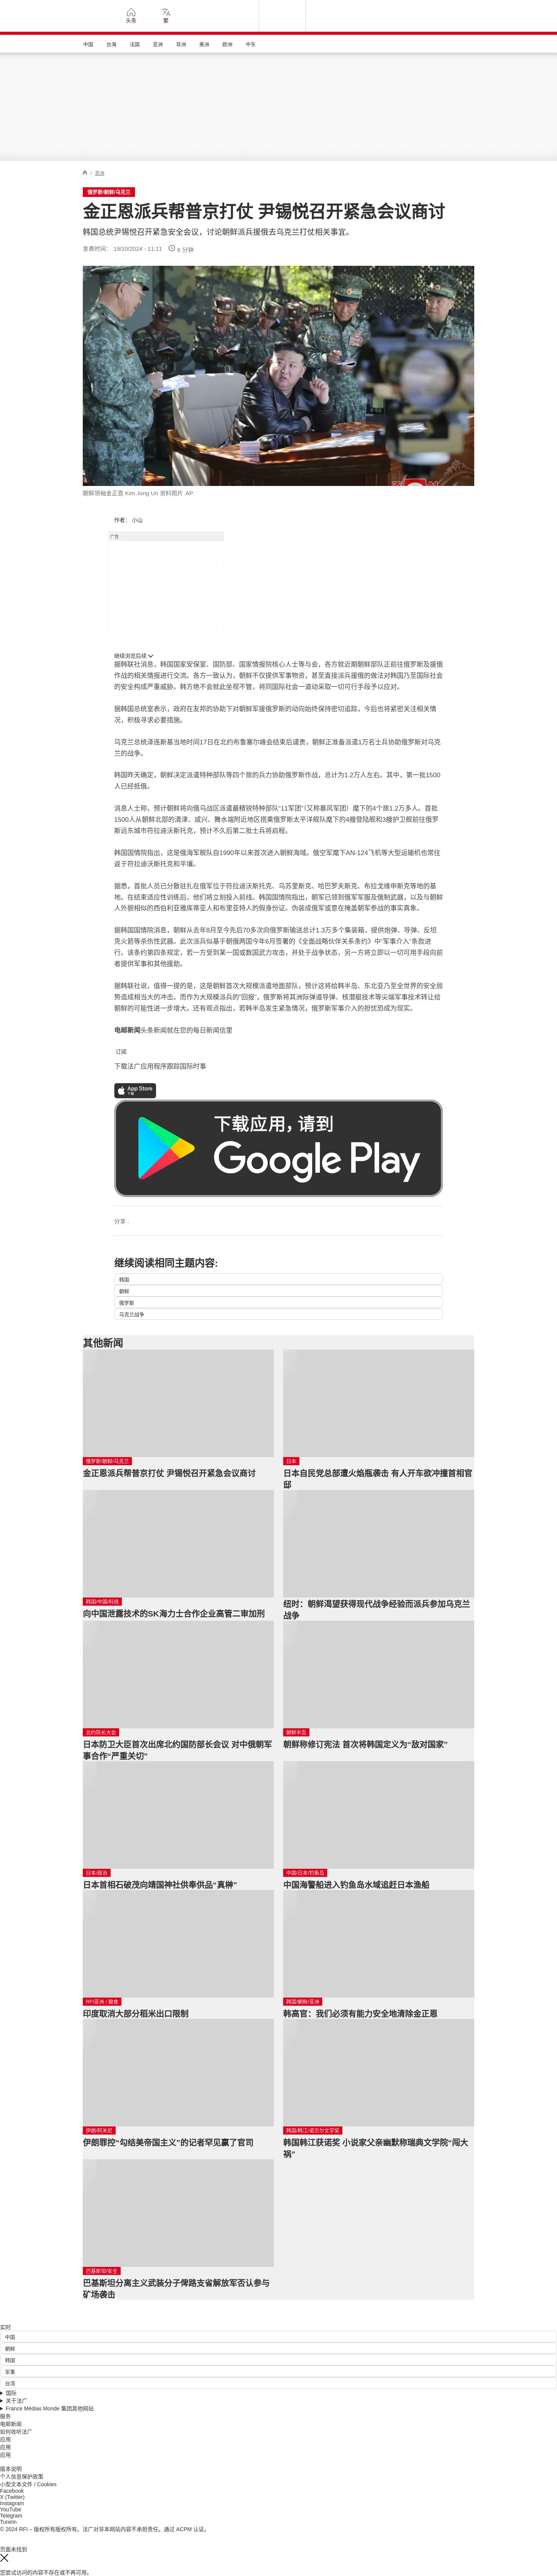 头条
繁
中国
台海
法国
亚洲
非洲
美洲
欧洲
中东
/ 亚洲
俄罗斯/朝鲜/乌克兰
金正恩派兵帮普京打仗 尹锡悦召开紧急会议商讨
韩国总统尹锡悦召开紧急安全会议，讨论朝鲜派兵援俄去乌克兰打仗相关事宜。
发表时间： 19/10/2024 - 11:11
6 分钟
朝鲜领袖金正恩 Kim Jong Un 资料照片 AP
作者： 小山
广告
继续浏览后续
据韩联社消息，韩国国家安保室、国防部、国家情报院核心人士等与会，各方就近期朝鲜部队正前往俄罗斯及援俄
作战的相关情报进行交流。各方一致认为，朝鲜不仅提供军事物资，甚至直接派兵援俄的做法对韩国乃至国际社会
的安全构成严重威胁。韩方绝不会就此坐视不管，将同国际社会一道动采取一切可行手段予以应对。
据韩国总统室表示，政府在友邦的协助下对朝鲜军援俄罗斯的动向始终保持密切追踪，今后也将紧密关注相关情
况，积极寻求必要措施。
乌克兰总统泽连斯基当地时间17日在北约布鲁塞尔峰会结束后谴责，朝鲜正准备派遣1万名士兵协助俄罗斯对乌克
兰的战争。
韩国昨天确定，朝鲜决定派遣特种部队等四个旅的兵力协助俄罗斯作战，总计为1.2万人左右。其中，第一批1500
人已经抵俄。
消息人士称，预计朝鲜将向俄乌战区派遣最精锐特种部队“11军团”（又称暴风军团）麾下的4个旅1.2万多人。首批
1500人从朝鲜北部的清津、咸兴、舞水端附近地区搭乘俄罗斯太平洋舰队麾下的4艘登陆舰和3艘护卫舰前往俄罗
斯远东城市符拉迪沃斯托克，预计不久后第二批士兵将启程。
韩国国情院指出，这是俄海军舰队自1990年以来首次进入朝鲜海域。俄空军麾下AN-124飞机等大型运输机也常往
返于符拉迪沃斯托克和平壤。
据悉，首批人员已分散驻扎在俄军位于符拉迪沃斯托克、乌苏里斯克、哈巴罗夫斯克、布拉戈维申斯克等地的基
地。在结束适应性训练后，他们将立刻投入前线。韩国国情院指出，朝军已领到俄军军服及俄制武器，以及与朝鲜
人外貌相似的西伯利亚雅库蒂亚人和布里亚特人的假身份证。伪装成俄军或意在掩盖朝军参战的事实真象。
据韩国国情院消息，朝鲜从去年8月至今先后70多次向俄罗斯输送总计1.3万多个集装箱，提供炮弹、导弹、反坦
克火箭等杀伤性武器。此次派兵似基于朝俄两国今年6月签署的《全面战略伙伴关系条约》中“军事介入”条款进
行。该条约第四条规定，若一方受到某一国或数国武力攻击，并处于战争状态，另一方将立即以一切可用手段向前
者提供军事和其他援助。
据韩联社说，值得一提的是，这是朝鲜首次大规模派遣地面部队，预计这将给韩半岛、东北亚乃至全世界的安全局
势造成相当大的冲击。而作为大规模派兵的“回报”，俄罗斯将其洲际弹道导弹、核潜艇技术等尖端军事技术转让给
朝鲜的可能性进一步增大。还有观点指出，若韩半岛发生紧急情况，俄罗斯军事介入的担忧恐成为现实。
电邮新闻头条新闻就在您的每日新闻信里
订阅
下载法广应用程序跟踪国际时事
App Store
下载
下载应用，请到
Google Play
分享 :
继续阅读相同主题内容:
韩国
朝鲜
俄罗斯
乌克兰战争
其他新闻
俄罗斯/朝鲜/乌克兰
金正恩派兵帮普京打仗 尹锡悦召开紧急会议商讨
日本
日本自民党总部遭火焰瓶袭击 有人开车欲冲撞首相官
邸
韩国/中国/科技
向中国泄露技术的SK海力士合作企业高管二审加刑
纽时：朝鲜渴望获得现代战争经验而派兵参加乌克兰
战争
北约防长大会
日本防卫大臣首次出席北约国防部长会议 对中俄朝军
事合作“严重关切”
朝鲜半岛
朝鲜称修订宪法 首次将韩国定义为“敌对国家”
日本/政治
日本首相石破茂向靖国神社供奉供品“真榊”
中国/日本/钓鱼岛
中国海警船进入钓鱼岛水域追赶日本渔船
RFI亚洲 / 粮食
印度取消大部分稻米出口限制
韩国/朝鲜/亚洲
韩高官：我们必须有能力安全地清除金正恩
伊朗/阿米尼
伊朗罪控“勾结美帝国主义”的记者罕见赢了官司
韩国/韩江/诺贝尔文学奖
韩国韩江获诺奖 小说家父亲幽默称瑞典文学院“闯大
祸”
巴基斯坦/安全
巴基斯坦分离主义武装分子俾路支省解放军否认参与
矿场袭击
实时
中国
朝鲜
韩国
军事
台湾
国际
关于法广
France Médias Monde 集团其他网站
服务
电邮新闻
如何收听法广
应用
应用
应用
版本说明
个人信息保护政策
小型文本文件 / Cookies
Facebook
X (Twitter)
Instagram
YouTube
Telegram
TuneIn
© 2024 RFI – 版权所有版权所有。法广对非本网站内容不承担责任。通过 ACPM 认证。
页面未找到
您尝试访问的内容不存在或不再可用。